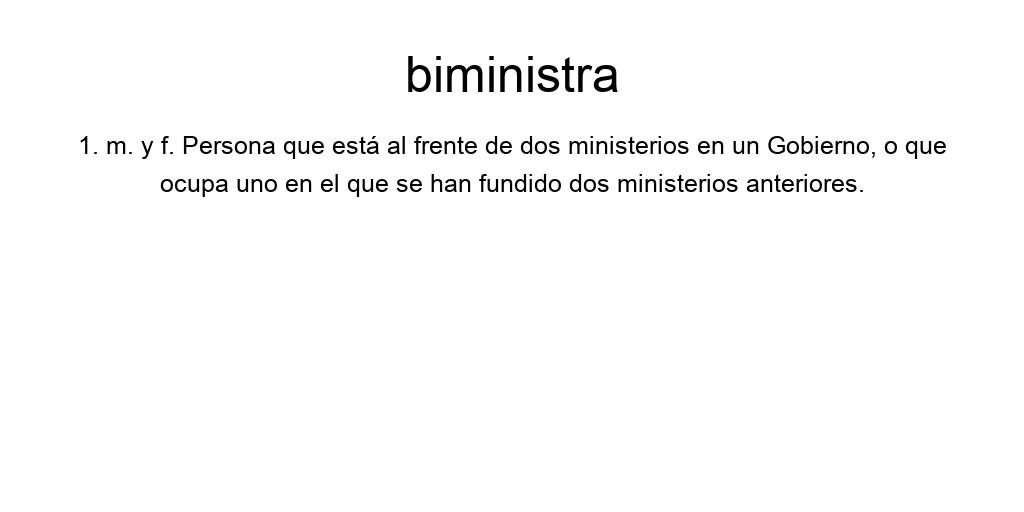 biministra
1. m. y f. Persona que está al frente de dos ministerios en un Gobierno, o que
ocupa uno en el que se han fundido dos ministerios anteriores.